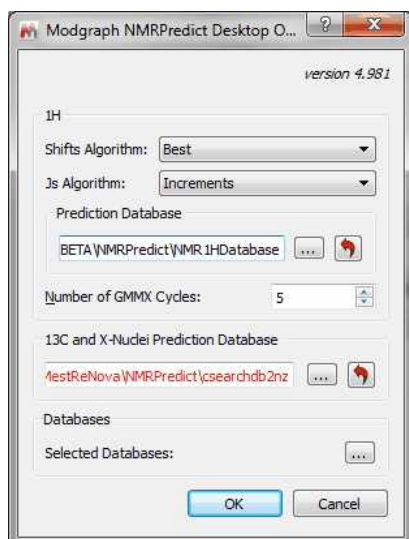 Modgraph NMRPredict Desktop O...
version 4.981
1H
Shifts Algorithm: Best
Js Algorithm: Increments
Prediction Database
BETA\NMRPredict\NMR1HDatabase ...
Number of GMMX Cycles: 5
13C and X-Nuclei Prediction Database
MestReNova\NMRPredict\csearchdb2nz ...
Databases
Selected Databases: ...
OK Cancel